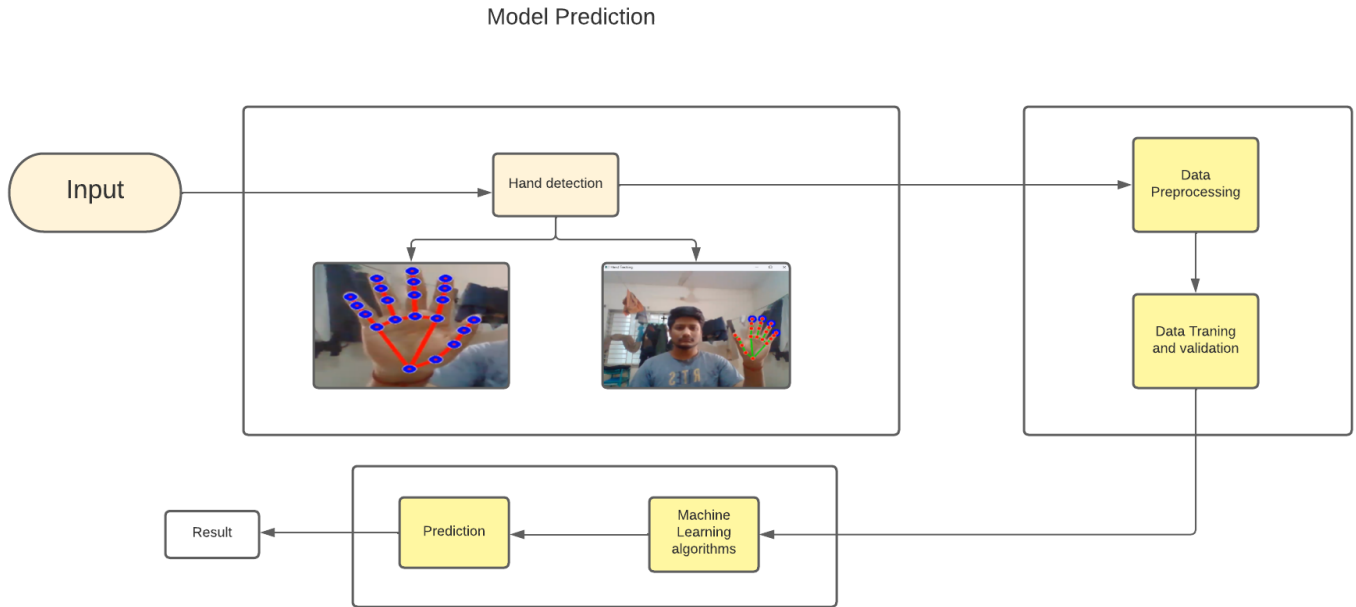 Model Prediction
Input
Hand detection
Data
Preprocessing
Data Traning
and validation
Machine
Learning
algorithms
Prediction
Result